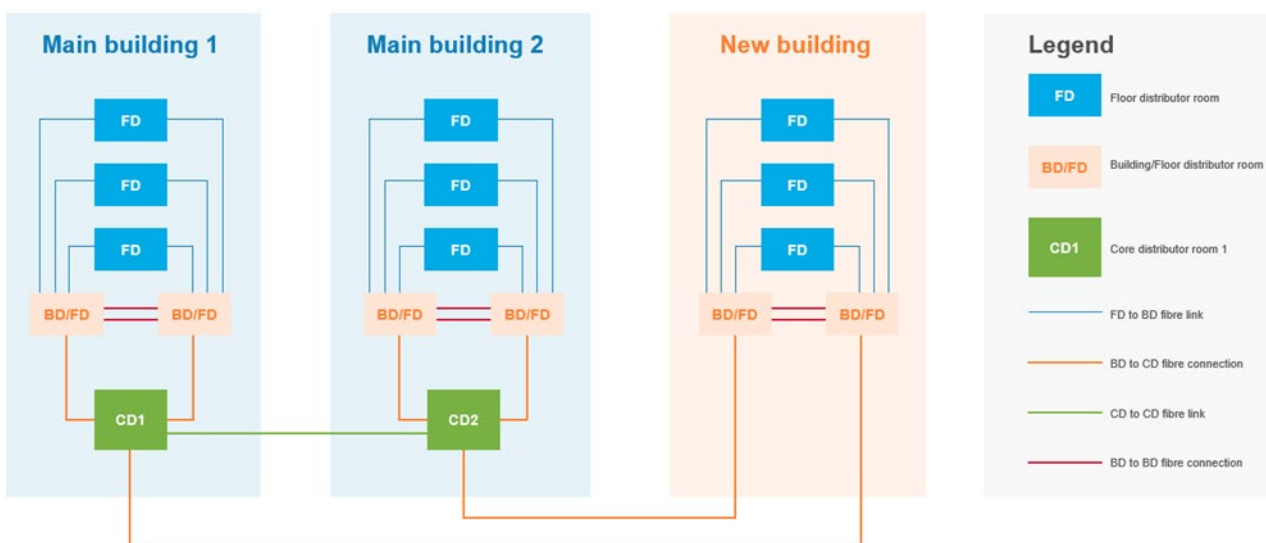 Main building 1
Main building 2
New building
Legend
FD
FD
FD
FD
Floor distributor room
FD
FD
FD
BD/FD
Building/Floor distributor room
FD
FD
FD
CD1
Core distributor room 1
BD/FD
BD/FD
BD/FD
BD/FD
BD/FD
BD/FD
FD to BD fibre link
BD to CD fibre connection
CD1
CD2
CD to CD fibre link
BD to BD fibre connection